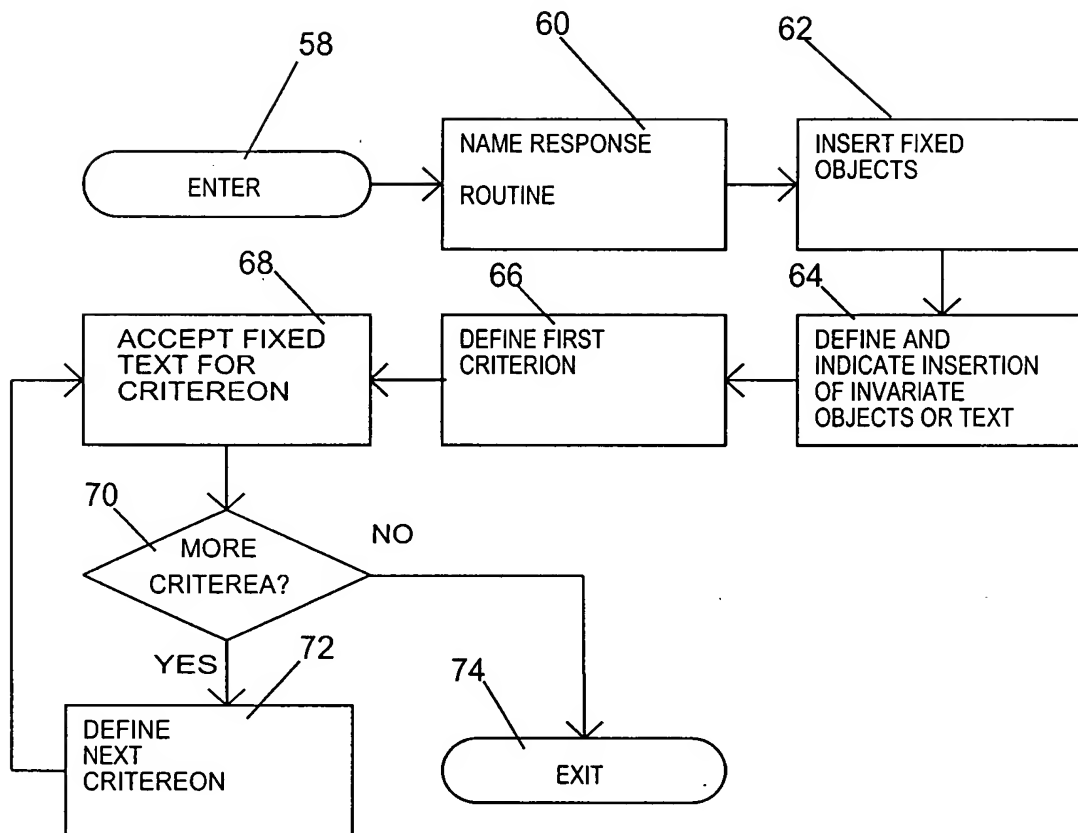 58
ENTER
60
NAME RESPONSE
ROUTINE
62
INSERT FIXED
OBJECTS
64
DEFINE AND
INDICATE INSERTION
OF INVARIATE
OBJECTS OR TEXT
66
DEFINE FIRST
CRITERION
68
ACCEPT FIXED
TEXT FOR
CRITEREON
70
MORE
CRITEREA?
NO
YES
72
DEFINE
NEXT
CRITEREON
74
EXIT